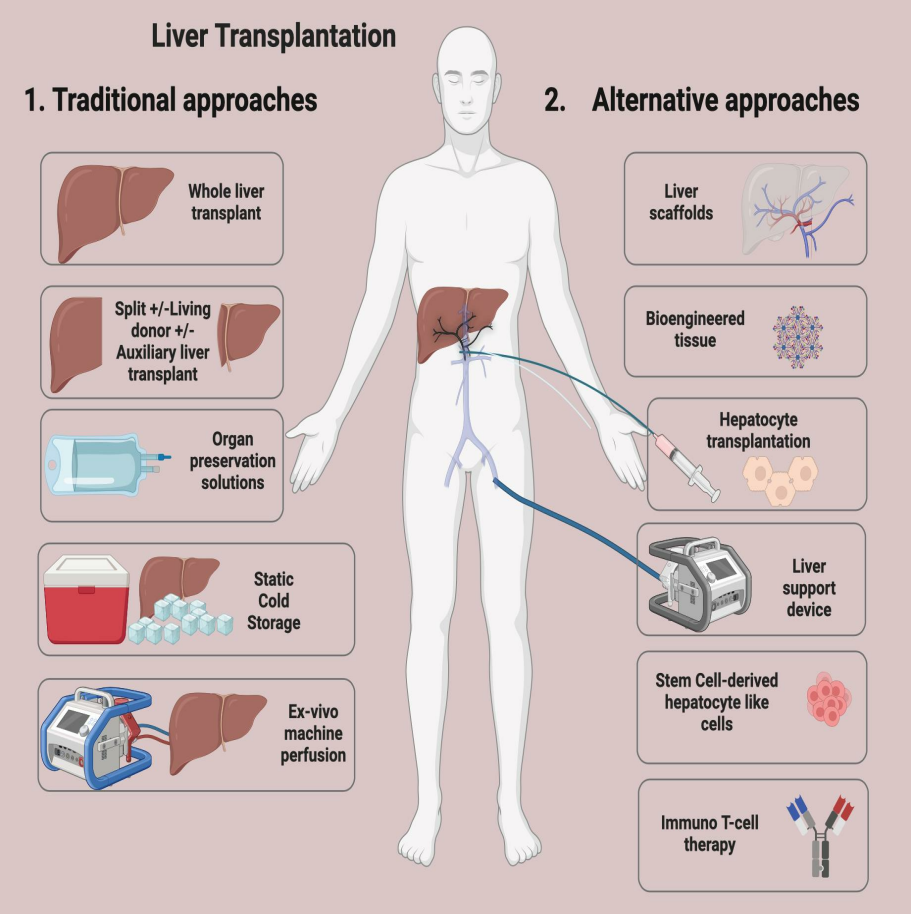 Liver Transplantation
1. Traditional approaches
Whole liver
transplant
Split +/-Living
donor +/-
Auxiliary liver
transplant
Organ
preservation
solutions
Static
Cold
Storage
Ex-vivo
machine
perfusion
2. Alternative approaches
Liver
scaffolds
Bioengineered
tissue
Hepatocyte
transplantation
Liver
support
device
Stem Cell-derived
hepatocyte like
cells
Immuno T-cell
therapy